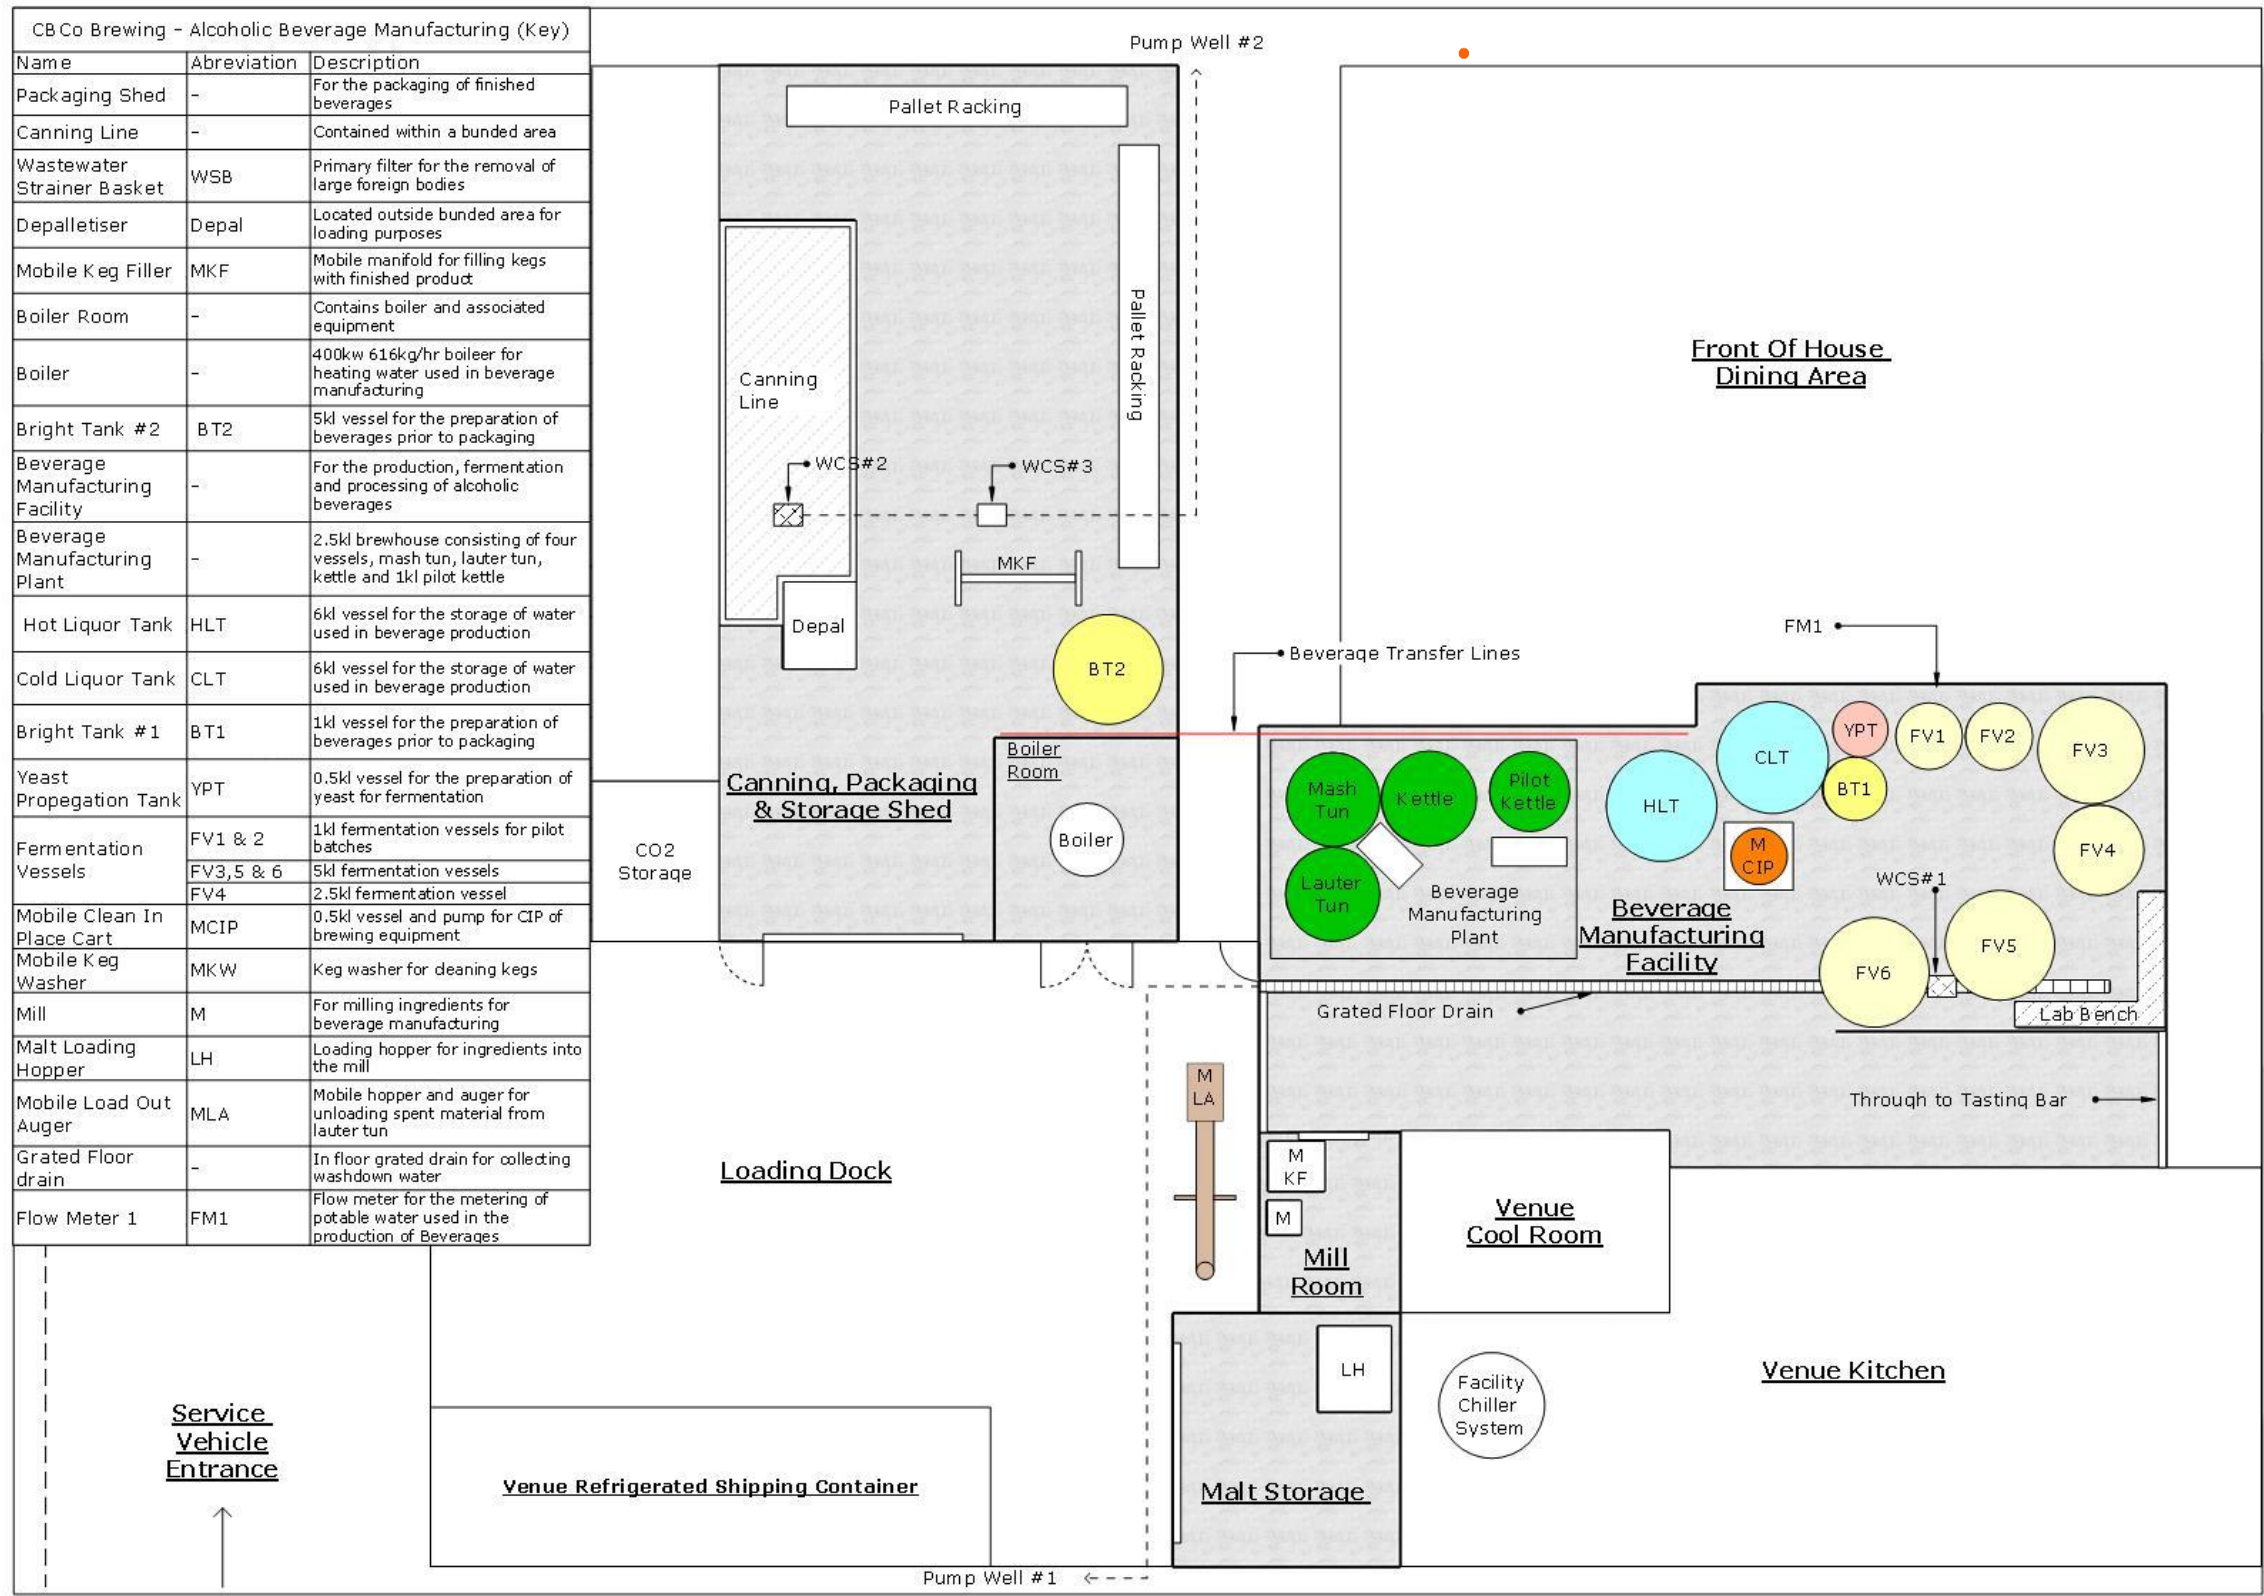 CBCo Brewing - Alcoholic Beverage Manufacturing (Key)
Name Abreviation Description
Packaging Shed - For the packaging of finished
beverages
Canning Line - Contained within a bunded area
Wastewater
Strainer Basket WSB Primary filter for the removal of
large foreign bodies
Depalletiser Depal Located outside bunded area for
loading purposes
Mobile Keg Filler MKF Mobile manifold for filling kegs
with finished product
Boiler Room - Contains boiler and associated
equipment
Boiler - 400kw 616kg/hr boileer for
heating water used in beverage
manufacturing
Bright Tank #2 BT2 5kl vessel for the preparation of
beverages prior to packaging
Beverage
Manufacturing
Facility - For the production, fermentation
and processing of alcoholic
beverages
Beverage
Manufacturing
Plant - 2.5kl brewhouse consisting of four
vessels, mash tun, lauter tun,
kettle and 1kl pilot kettle
Hot Liquor Tank HLT 6kl vessel for the storage of water
used in beverage production
Cold Liquor Tank CLT 6kl vessel for the storage of water
used in beverage production
Bright Tank #1 BT1 1kl vessel for the preparation of
beverages prior to packaging
Yeast
Propegation Tank YPT 0.5kl vessel for the preparation of
yeast for fermentation
Fermentation
Vessels
FV1 & 2 1kl fermentation vessels for pilot
batches
FV3,5 & 6 5kl fermentation vessels
FV4 2.5kl fermentation vessel
Mobile Clean In
Place Cart MCIP 0.5kl vessel and pump for CIP of
brewing equipment
Mobile Keg
Washer MKW Keg washer for cleaning kegs
Mill M For milling ingredients for
beverage manufacturing
Malt Loading
Hopper LH Loading hopper for ingredients into
the mill
Mobile Load Out
Auger MLA Mobile hopper and auger for
unloading spent material from
lauter tun
Grated Floor
drain - In floor grated drain for collecting
washdown water
Flow Meter 1 FM1 Flow meter for the metering of
potable water used in the
production of Beverages
Pump Well #2
Pallet Racking
Pallet Racking
Canning
Line
WCS#2
WCS#3
MKF
Depal
BT2
Boiler
Room
Canning, Packaging
& Storage Shed
Boiler
CO2
Storage
Front Of House
Dining Area
FM1
Beverage Transfer Lines
Mash
Tun
Kettle
Pilot
Kettle
Lauter
Tun
Beverage
Manufacturing
Plant
HLT
CLT
YPT
BT1
FV1
FV2
FV3
FV4
M
CIP
WCS#1
Beverage
Manufacturing
Facility
FV6
FV5
Grated Floor Drain
Lab Bench
Through to Tasting Bar
M
LA
Loading Dock
M
KF
M
Mill
Room
Venue
Cool Room
LH
Facility
Chiller
System
Venue Kitchen
Malt Storage
Service
Vehicle
Entrance
Venue Refrigerated Shipping Container
Pump Well #1